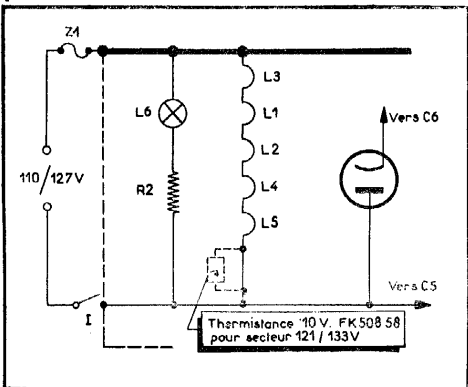 Z1
L3
L6
L1
Vers C6
L2
110/127V
R2
L4
L5
Vers C5
I
Thermistance 10 V. FK 508 58
pour secteur 121 / 133V